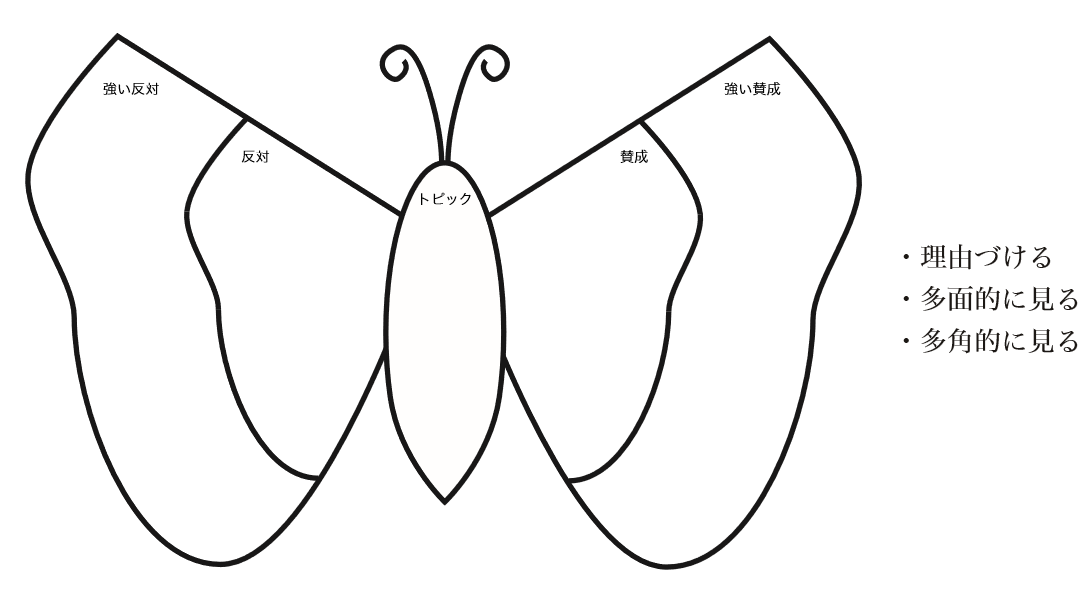 強い反対
強い賛成
反対
賛成
トピック
・理由づける
・多面的に見る
・多角的に見る